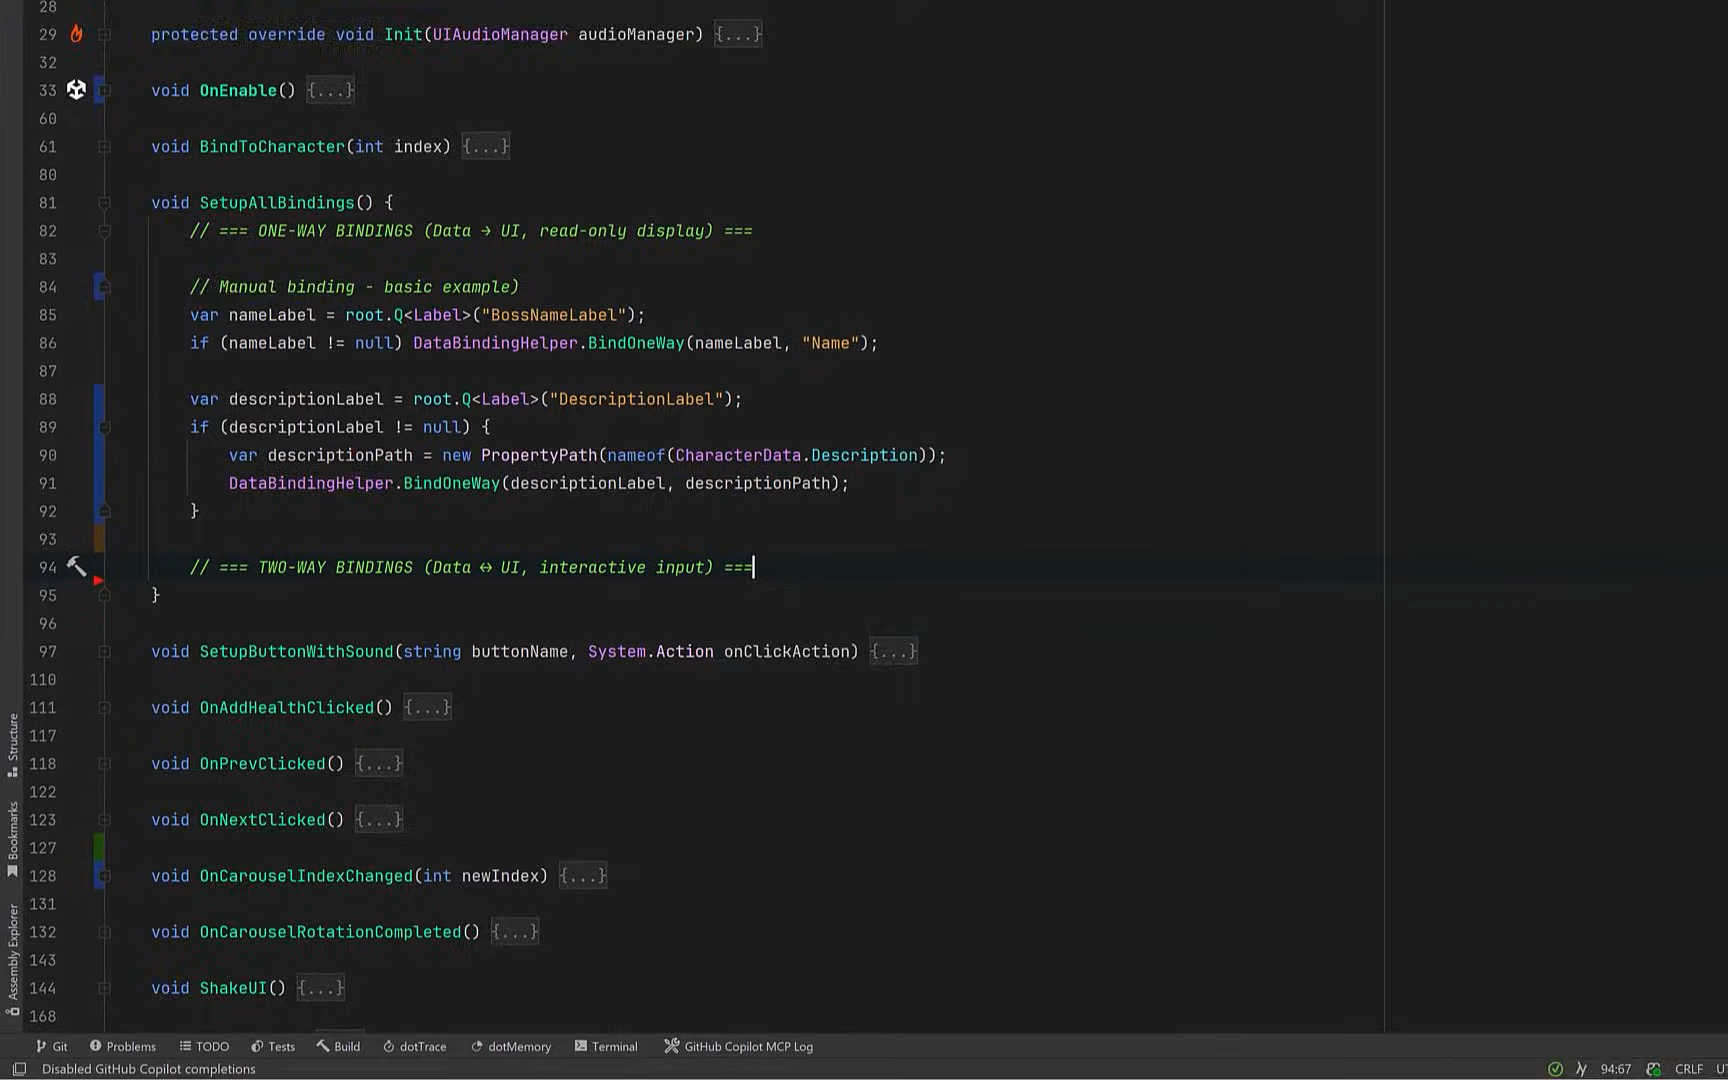 28
29 protected override void Init(UIAudioManager audioManager) {...}
32
33 void OnEnable() {...}
60
61 void BindToCharacter(int index) {...}
80
81 void SetupAllBindings() {
82 // === ONE-WAY BINDINGS (Data → UI, read-only display) ===
83
84 // Manual binding - basic example)
85 var nameLabel = root.Q<Label>("BossNameLabel");
86 if (nameLabel != null) DataBindingHelper.BindOneWay(nameLabel, "Name");
87
88 var descriptionLabel = root.Q<Label>("DescriptionLabel");
89 if (descriptionLabel != null) {
90 var descriptionPath = new PropertyPath(nameof(CharacterData.Description));
91 DataBindingHelper.BindOneWay(descriptionLabel, descriptionPath);
92 }
93
94 // === TWO-WAY BINDINGS (Data ↔ UI, interactive input) ===
95 }
96
97 void SetupButtonWithSound(string buttonName, System.Action onClickAction) {...}
110
111 void OnAddHealthClicked() {...}
117
118 void OnPrevClicked() {...}
122
123 void OnNextClicked() {...}
127
128 void OnCarouselIndexChanged(int newIndex) {...}
131
132 void OnCarouselRotationCompleted() {...}
143
144 void ShakeUI() {...}
168
Structure
Bookmarks
Assembly Explorer
Git Problems TODO Tests Build dotTrace dotMemory Terminal GitHub Copilot MCP Log
Disabled GitHub Copilot completions 94:67 CRLF